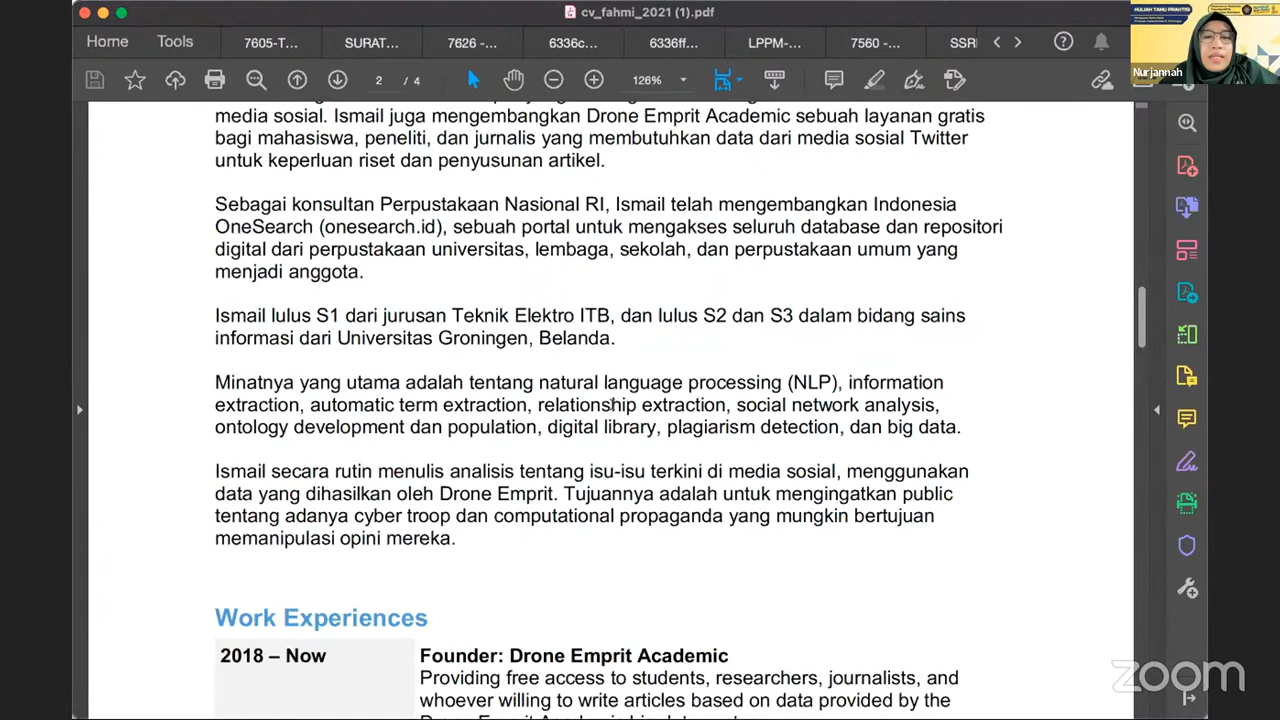 cv_fahmi_2021 (1).pdf
Home Tools 7605-T... SURAT... 7626 -... 6336ff... LPPM-... 7560 -... SSRI
2 / 4 126%
KULIAH TAMU PRAKTISI
Nurjannah
media sosial. Ismail juga mengembangkan Drone Emprit Academic sebuah layanan gratis
bagi mahasiswa, peneliti, dan jurnalis yang membutuhkan data dari media sosial Twitter
untuk keperluan riset dan penyusunan artikel.
Sebagai konsultan Perpustakaan Nasional RI, Ismail telah mengembangkan Indonesia
OneSearch (onesearch.id), sebuah portal untuk mengakses seluruh database dan repositori
digital dari perpustakaan universitas, lembaga, sekolah, dan perpustakaan umum yang
menjadi anggota.
Ismail lulus S1 dari jurusan Teknik Elektro ITB, dan lulus S2 dan S3 dalam bidang sains
informasi dari Universitas Groningen, Belanda.
Minatnya yang utama adalah tentang natural language processing (NLP), information
extraction, automatic term extraction, relationship extraction, social network analysis,
ontology development dan population, digital library, plagiarism detection, dan big data.
Ismail secara rutin menulis analisis tentang isu-isu terkini di media sosial, menggunakan
data yang dihasilkan oleh Drone Emprit. Tujuannya adalah untuk mengingatkan public
tentang adanya cyber troop dan computational propaganda yang mungkin bertujuan
memanipulasi opini mereka.
Work Experiences
2018 – Now
Founder: Drone Emprit Academic
Providing free access to students, researchers, journalists, and
whoever willing to write articles based on data provided by the
zoom